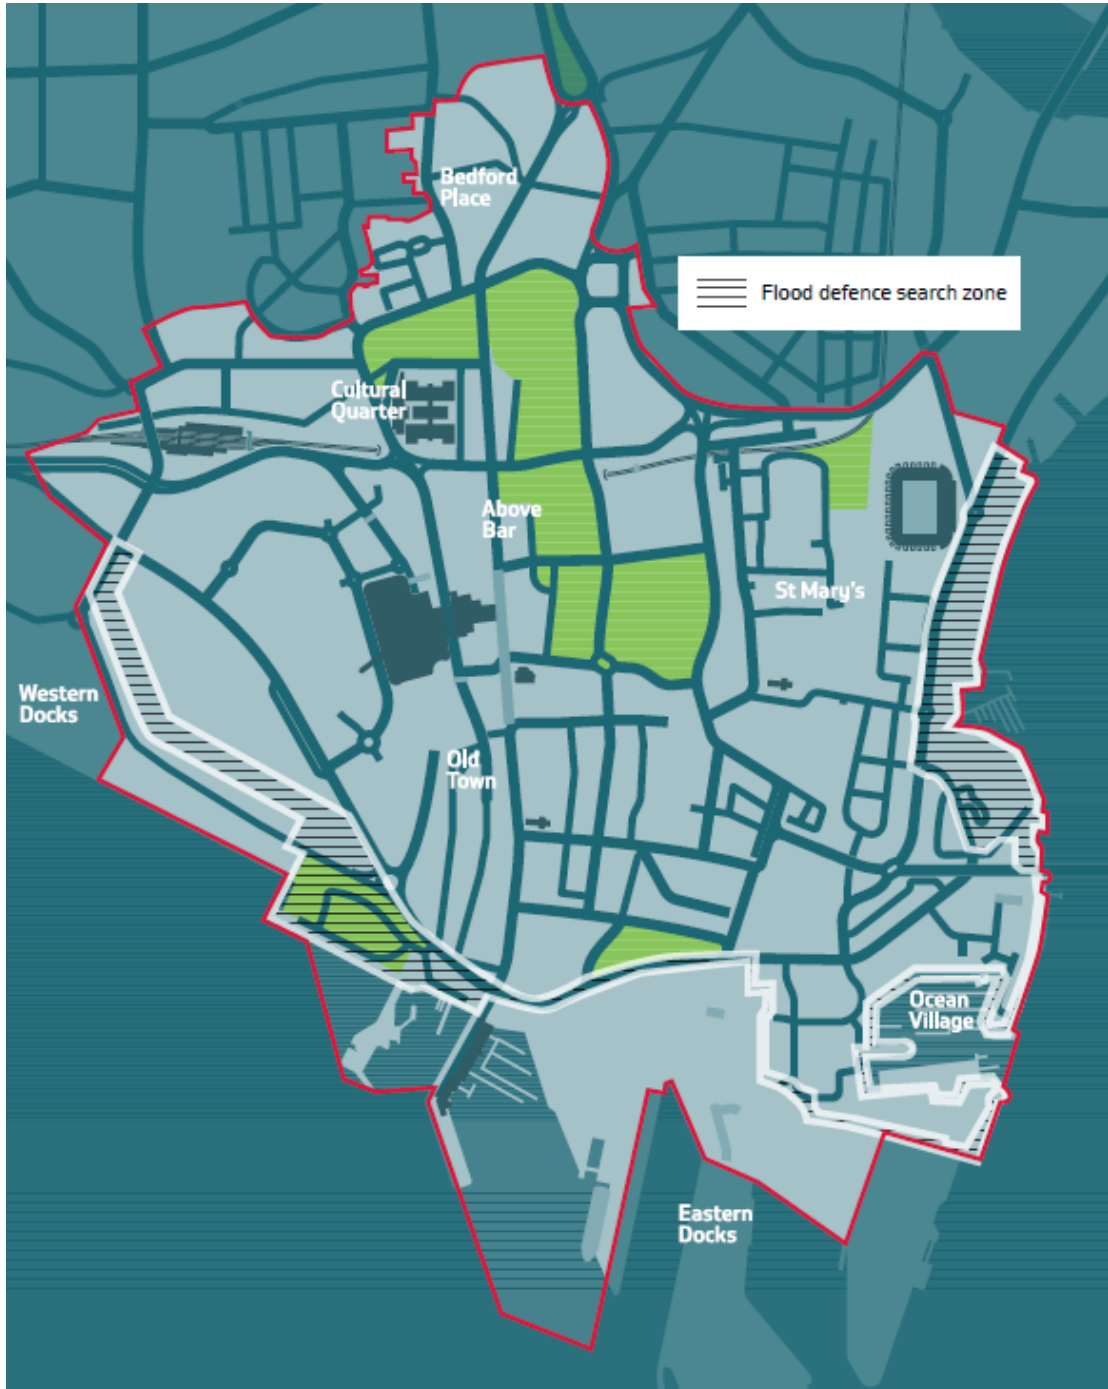 Bedford
Place
Flood defence search zone
Cultural
Quarter
Above
Bar
St Mary's
Western
Docks
Old
Town
Ocean
Village
Eastern
Docks